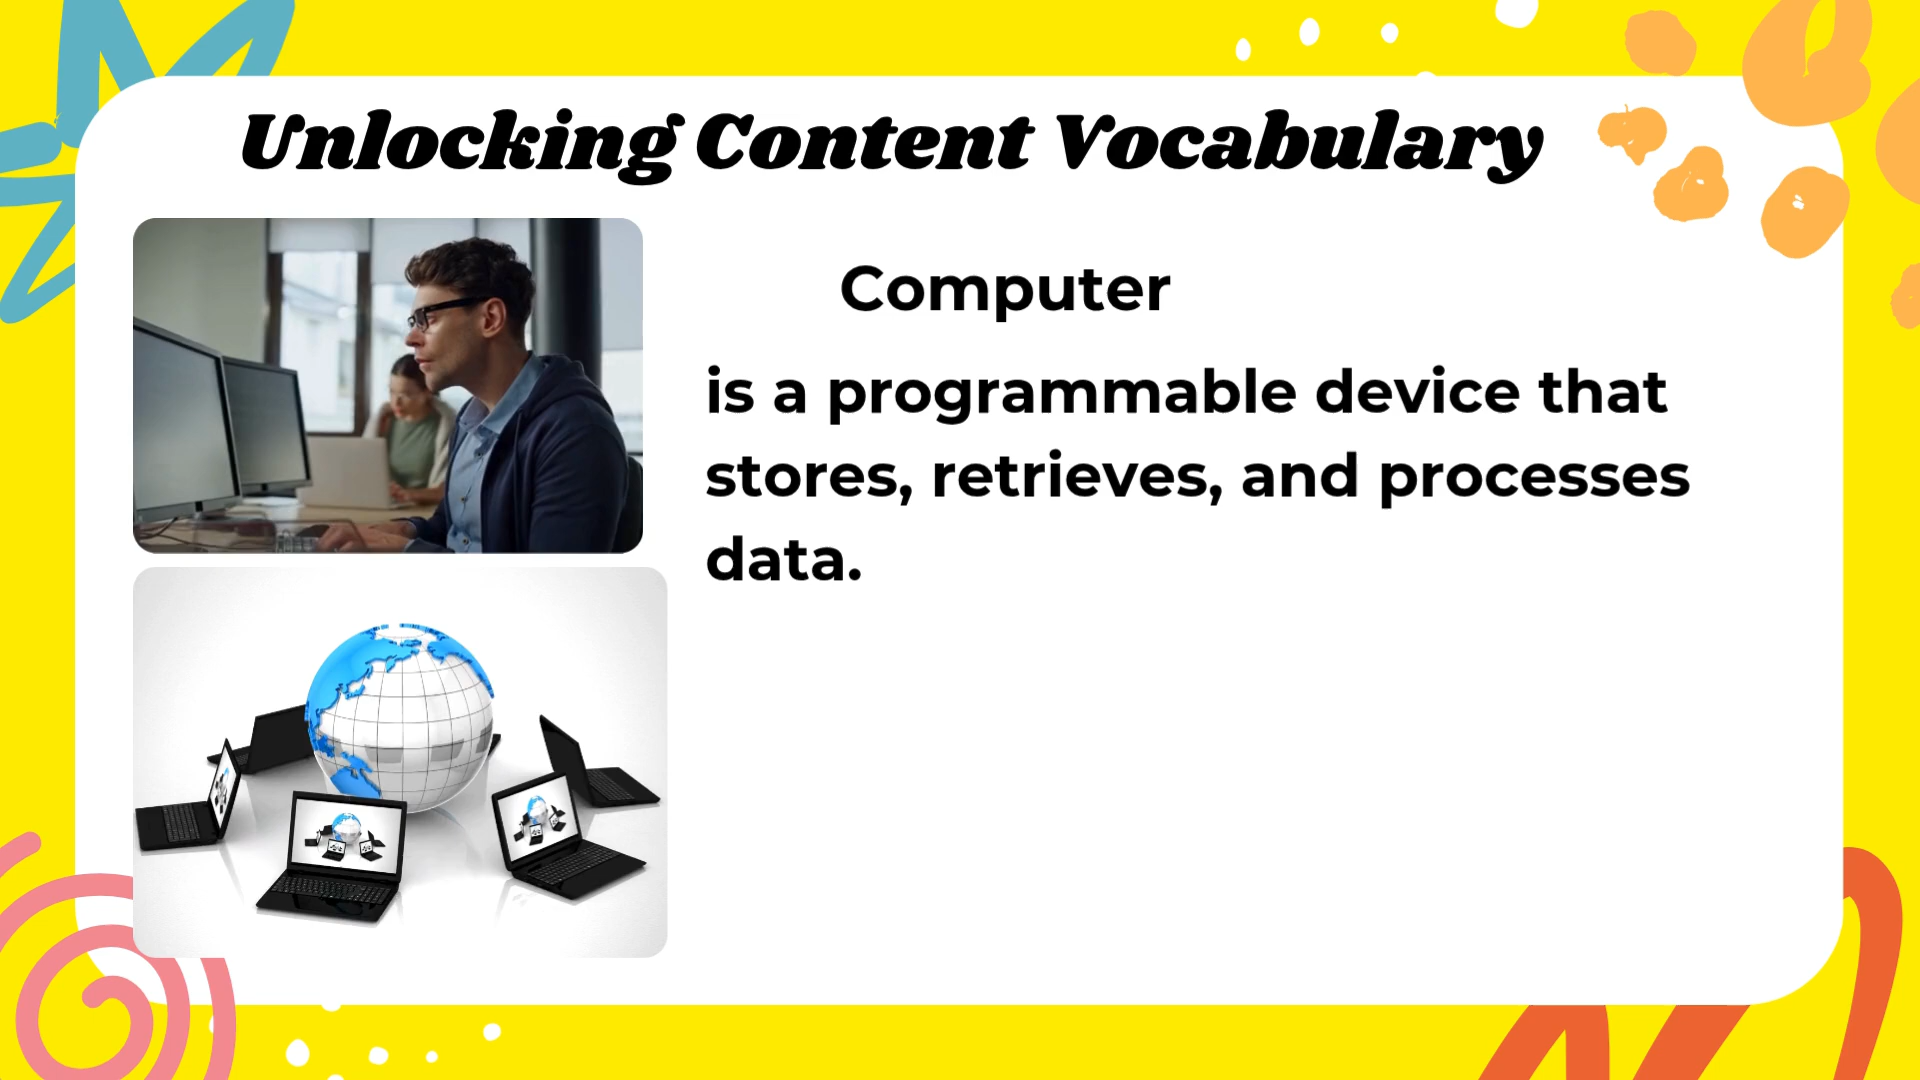 Unlocking Content Vocabulary
Computer
is a programmable device that
stores, retrieves, and processes
data.